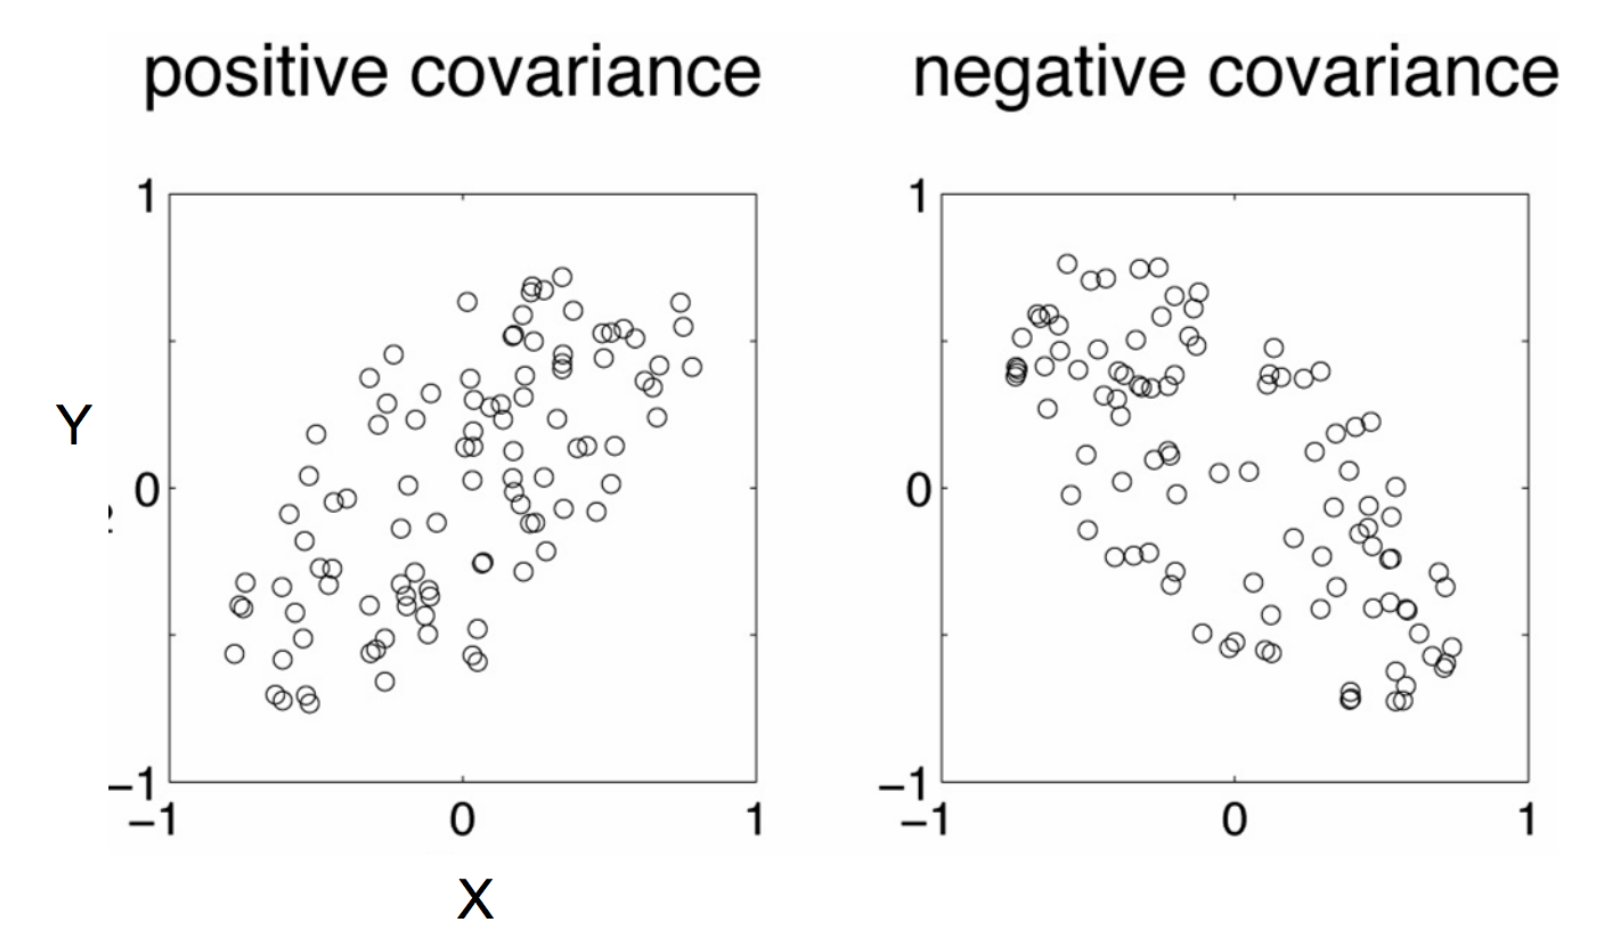 positive covariance
negative covariance
1
0
−1
−1 0 1
Y
X
1
0
−1
−1 0 1